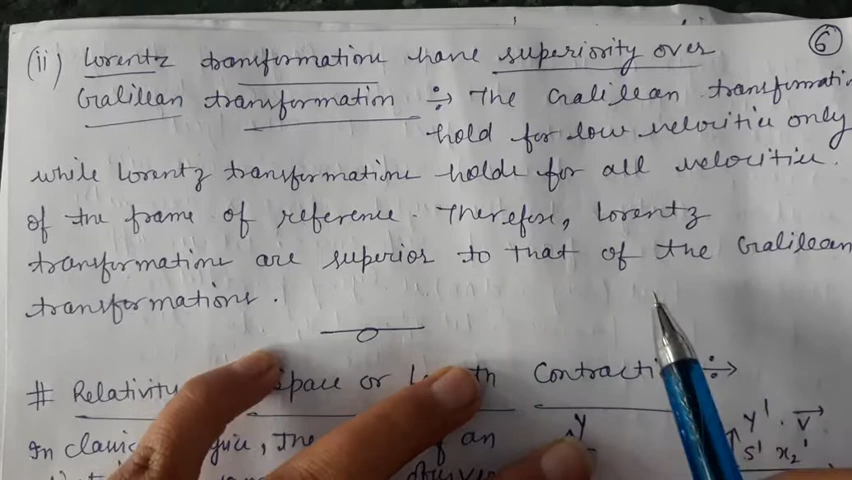 6
(ii) Lorentz transformation have superiority over
Galilean transformation ÷→ The Galilean transformati
hold for low velocities only
while Lorentz transformations holds for all velocities.
of the frame of reference. Therefore, Lorentz
transformations are superior to that of the Galilean
transformations.
# Relativity space or Contracti ÷→
In the of an
Y Y' . V→
S' x₂'